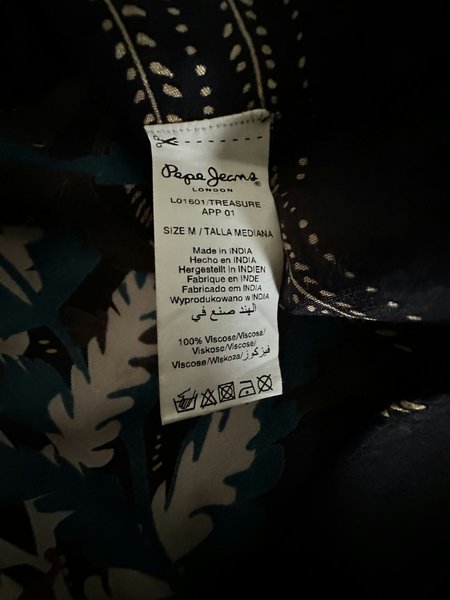 Pepe Jeans®
LONDON
L01601/TREASURE
APP 01
SIZE M / TALLA MEDIANA
Made in INDIA
Hecho en INDIA
Hergestellt in INDIEN
Fabrique en INDE
Fabricado em INDIA
Wyprodukowano w INDIA
الهند صنع في
100% VIscose/VIscosa/
Viskose/Viscose/
VIscose/Wiskoza/فيزكوز